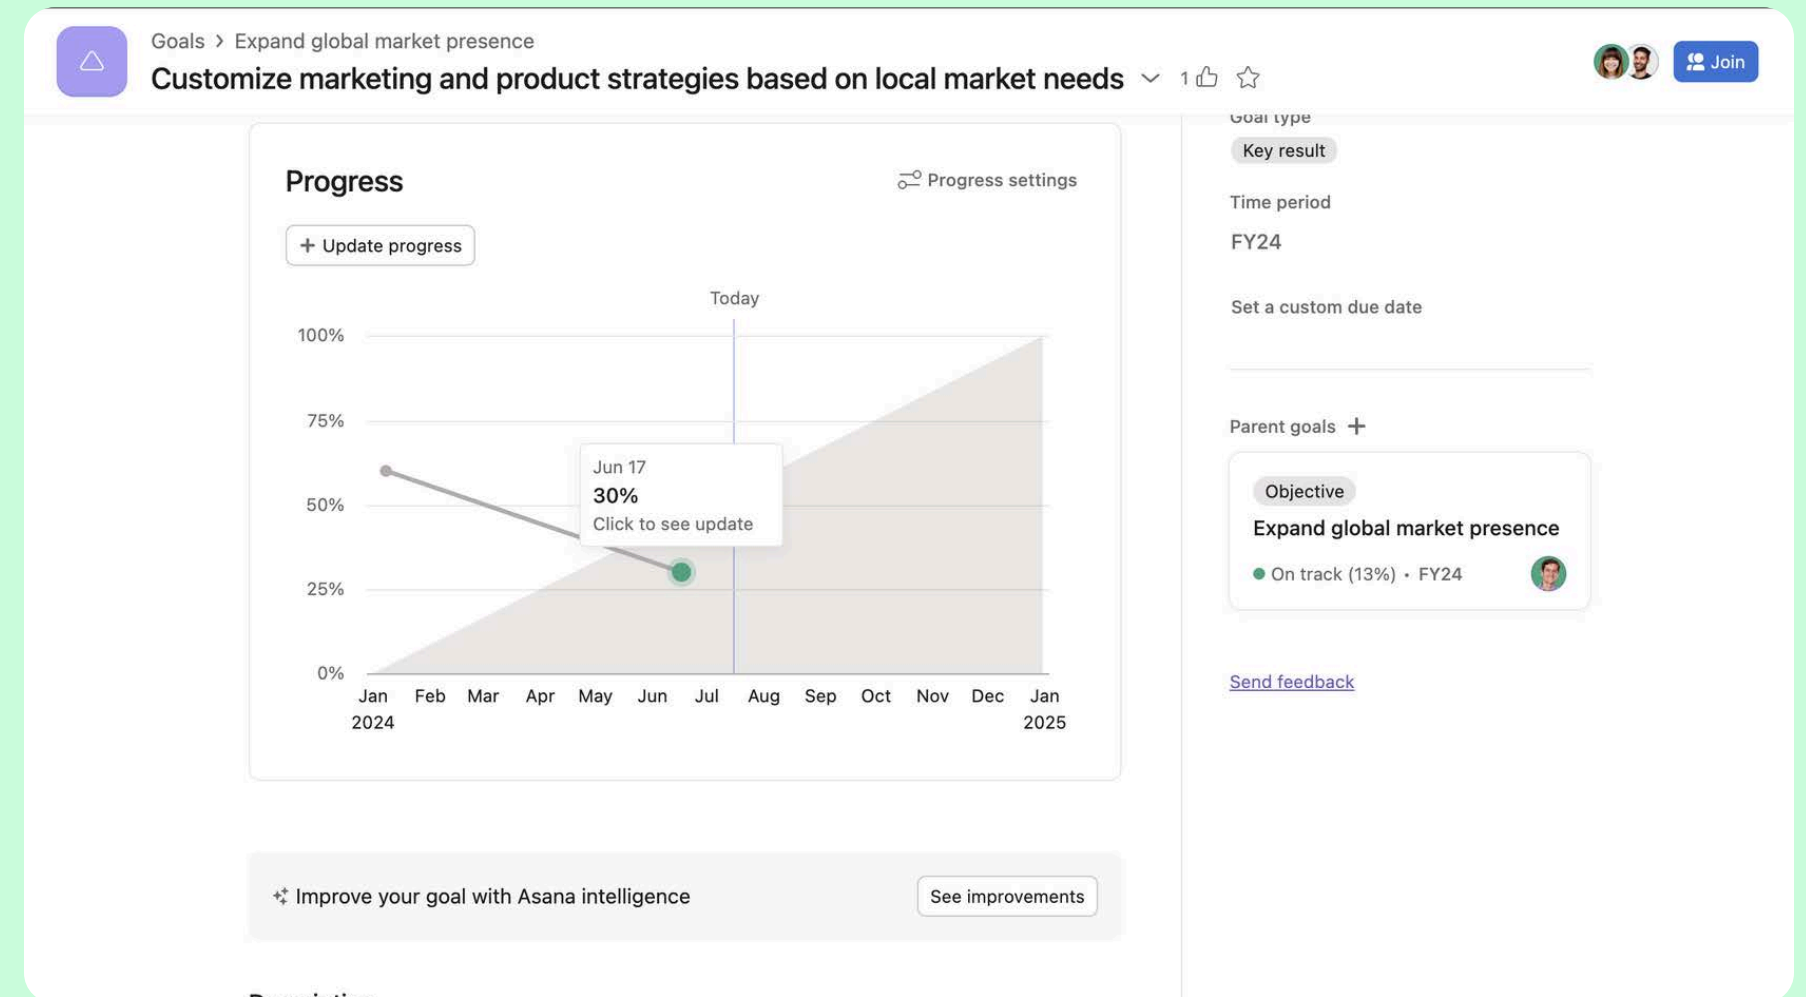 Goals > Expand global market presence
Customize marketing and product strategies based on local market needs
1
Join
Progress
Progress settings
+ Update progress
Today
100%
75%
50%
25%
0%
Jun 17
30%
Click to see update
Jan Feb Mar Apr May Jun Jul Aug Sep Oct Nov Dec Jan
2024 2025
Improve your goal with Asana intelligence
See improvements
Goal type
Key result
Time period
FY24
Set a custom due date
Parent goals +
Objective
Expand global market presence
On track (13%) • FY24
Send feedback